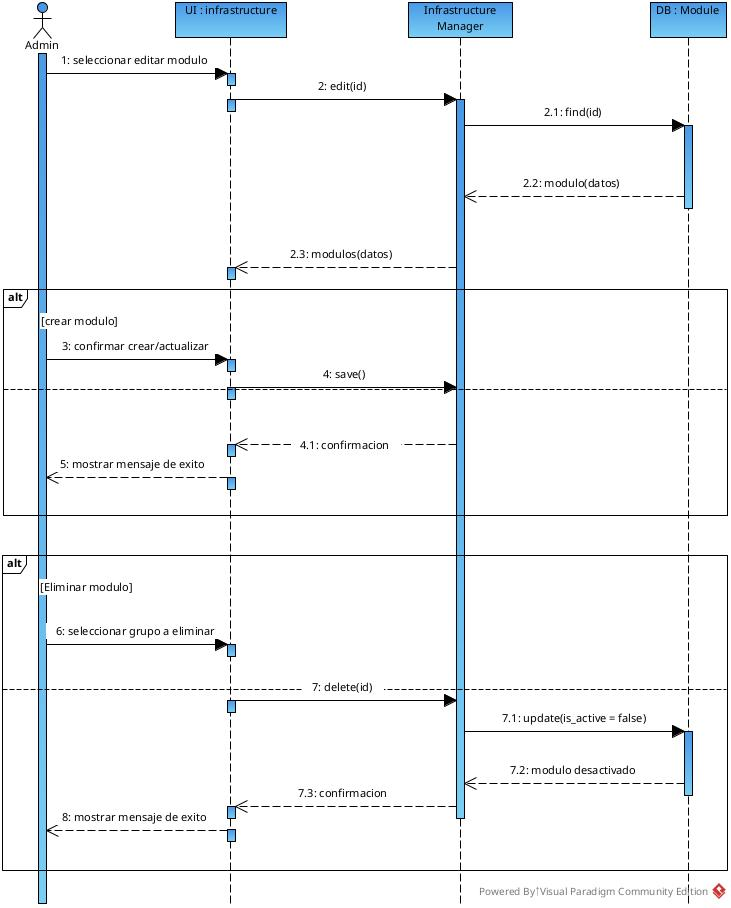 Admin
UI : infrastructure
Infrastructure
Manager
DB : Module
1: seleccionar editar modulo
2: edit(id)
2.1: find(id)
2.2: modulo(datos)
2.3: modulos(datos)
alt
[crear modulo]
3: confirmar crear/actualizar
4: save()
4.1: confirmacion
5: mostrar mensaje de exito
alt
[Eliminar modulo]
6: seleccionar grupo a eliminar
7: delete(id)
7.1: update(is_active = false)
7.2: modulo desactivado
7.3: confirmacion
8: mostrar mensaje de exito
Powered By Visual Paradigm Community Edition